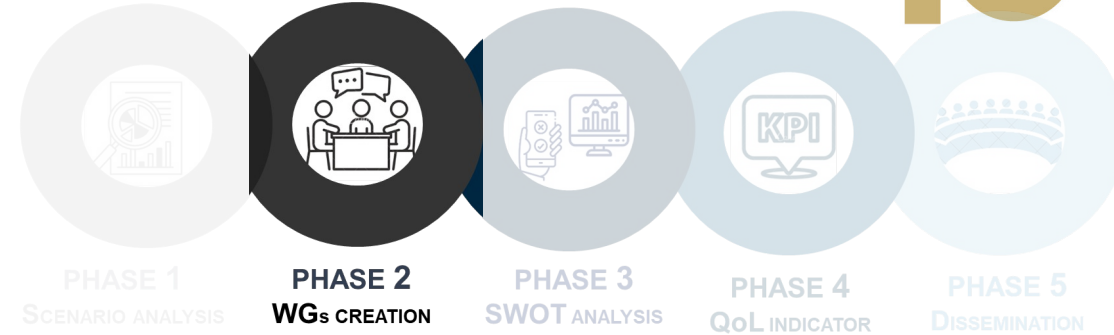 KPI
PHASE 1
SCENARIO ANALYSIS
PHASE 2
WGs CREATION
PHASE 3
SWOT ANALYSIS
PHASE 4
QoL INDICATOR
PHASE 5
DISSEMINATION